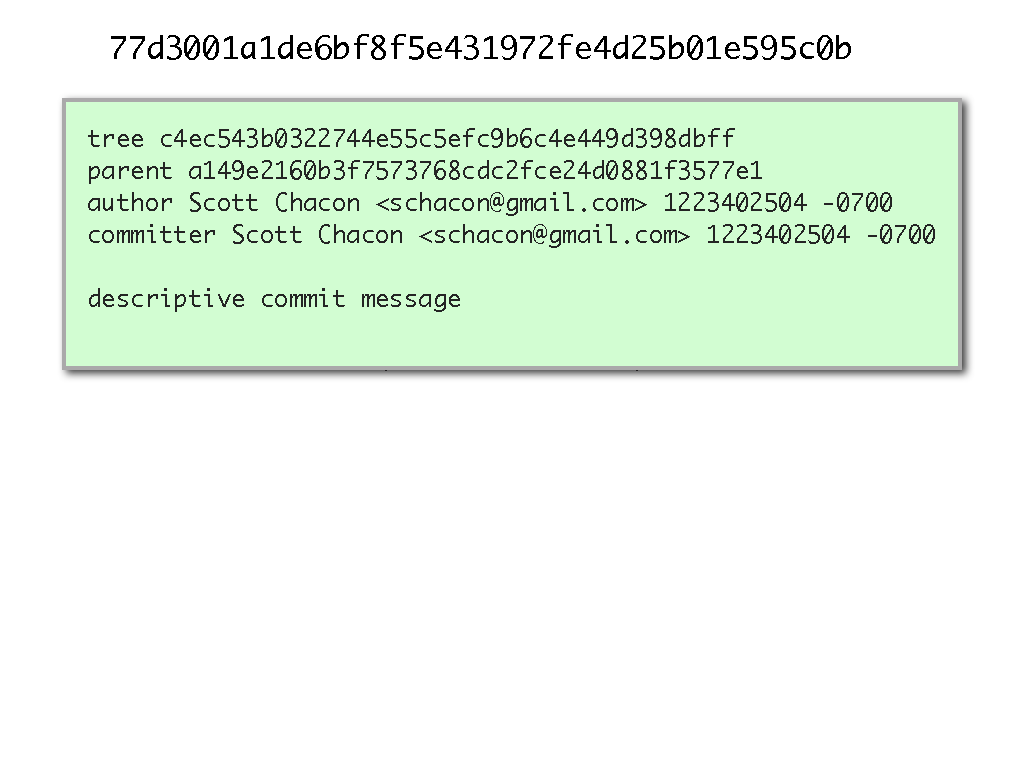 77d3001a1de6bf8f5e431972fe4d25b01e595c0b
tree c4ec543b0322744e55c5efc9b6c4e449d398dbff
parent a149e2160b3f7573768cdc2fce24d0881f3577e1
author Scott Chacon <schacon@gmail.com> 1223402504 -0700
committer Scott Chacon <schacon@gmail.com> 1223402504 -0700
descriptive commit message